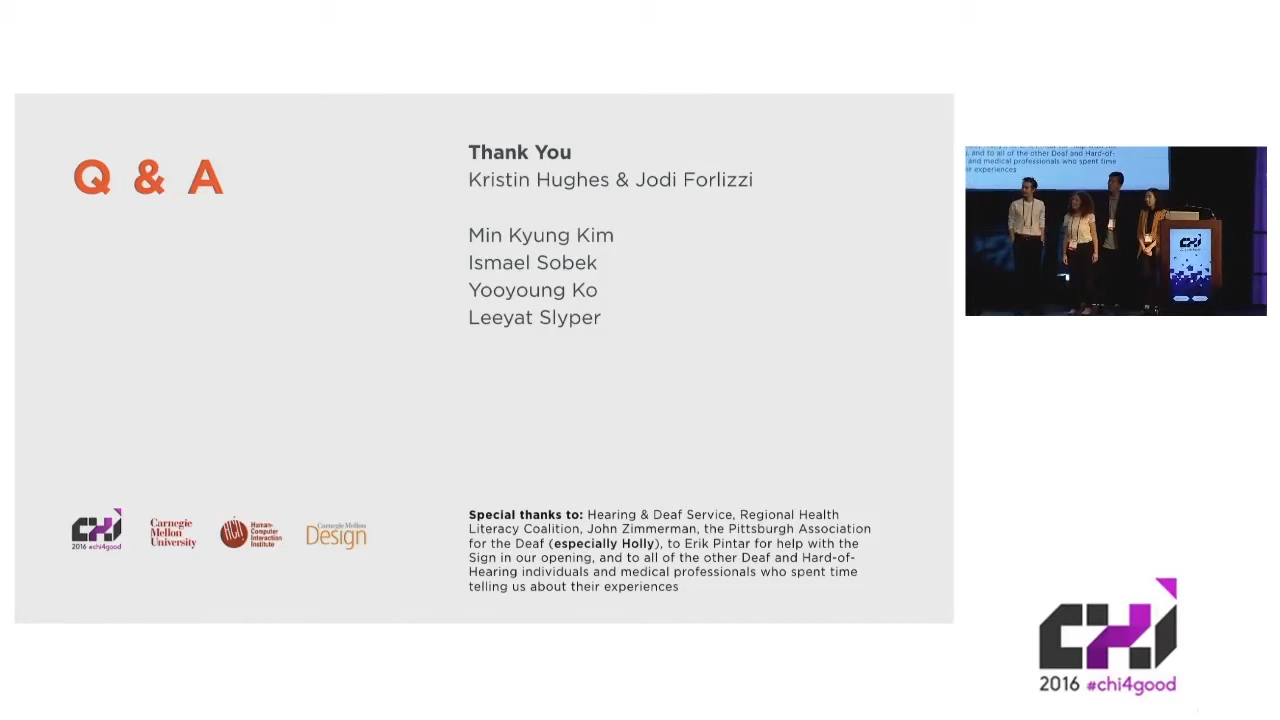 Q & A
Thank You
Kristin Hughes & Jodi Forlizzi
Min Kyung Kim
Ismael Sobek
Yooyoung Ko
Leeyat Slyper
Special thanks to: Hearing & Deaf Service, Regional Health
Literacy Coalition, John Zimmerman, the Pittsburgh Association
for the Deaf (especially Holly), to Erik Pintar for help with the
Sign in our opening, and to all of the other Deaf and Hard-of-
Hearing individuals and medical professionals who spent time
telling us about their experiences
CHI
2016 #chi4good
Carnegie
Mellon
University
HCII
Human-
Computer
Interaction
Institute
Carnegie Mellon
Design
, and to all of the other Deaf and Hard-of-
and medical professionals who spent time
ir experiences
CHI
CHI
2016 #chi4good